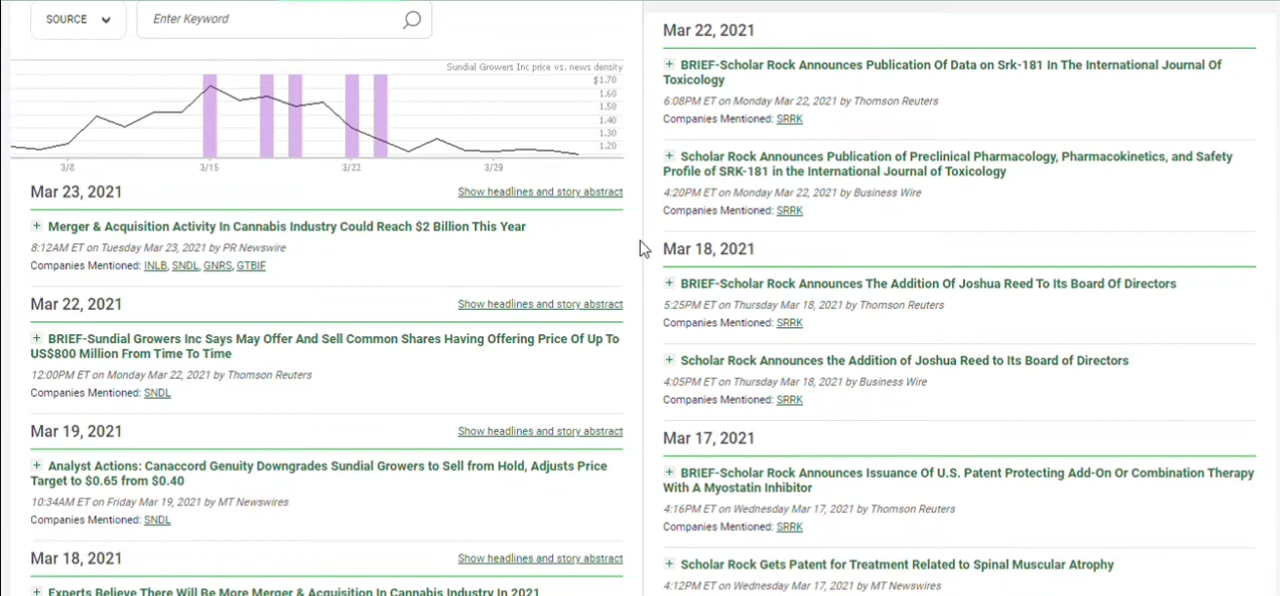 SOURCE
Enter Keyword
Sundial Growers Inc price vs. news density
$1.70
1.60
1.50
1.40
1.30
1.20
3/8
3/15
3/22
3/29
Mar 23, 2021
Show headlines and story abstract
+ Merger & Acquisition Activity In Cannabis Industry Could Reach $2 Billion This Year
8:12AM ET on Tuesday Mar 23, 2021 by PR Newswire
Companies Mentioned: INLB, SNDL, GNRS, GTBIF
Mar 22, 2021
Show headlines and story abstract
+ BRIEF-Sundial Growers Inc Says May Offer And Sell Common Shares Having Offering Price Of Up To
US$800 Million From Time To Time
12:00PM ET on Monday Mar 22, 2021 by Thomson Reuters
Companies Mentioned: SNDL
Mar 19, 2021
Show headlines and story abstract
+ Analyst Actions: Canaccord Genuity Downgrades Sundial Growers to Sell from Hold, Adjusts Price
Target to $0.65 from $0.40
10:34AM ET on Friday Mar 19, 2021 by MT Newswires
Companies Mentioned: SNDL
Mar 18, 2021
Show headlines and story abstract
+ Experts Believe There Will Be More Merger & Acquisition In Cannabis Industry In 2021
Mar 22, 2021
+ BRIEF-Scholar Rock Announces Publication Of Data on Srk-181 In The International Journal Of
Toxicology
6:08PM ET on Monday Mar 22, 2021 by Thomson Reuters
Companies Mentioned: SRRK
+ Scholar Rock Announces Publication of Preclinical Pharmacology, Pharmacokinetics, and Safety
Profile of SRK-181 in the International Journal of Toxicology
4:20PM ET on Monday Mar 22, 2021 by Business Wire
Companies Mentioned: SRRK
Mar 18, 2021
+ BRIEF-Scholar Rock Announces The Addition Of Joshua Reed To Its Board Of Directors
5:25PM ET on Thursday Mar 18, 2021 by Thomson Reuters
Companies Mentioned: SRRK
+ Scholar Rock Announces the Addition of Joshua Reed to Its Board of Directors
4:05PM ET on Thursday Mar 18, 2021 by Business Wire
Companies Mentioned: SRRK
Mar 17, 2021
+ BRIEF-Scholar Rock Announces Issuance Of U.S. Patent Protecting Add-On Or Combination Therapy
With A Myostatin Inhibitor
4:16PM ET on Wednesday Mar 17, 2021 by Thomson Reuters
Companies Mentioned: SRRK
+ Scholar Rock Gets Patent for Treatment Related to Spinal Muscular Atrophy
4:12PM ET on Wednesday Mar 17, 2021 by MT Newswires